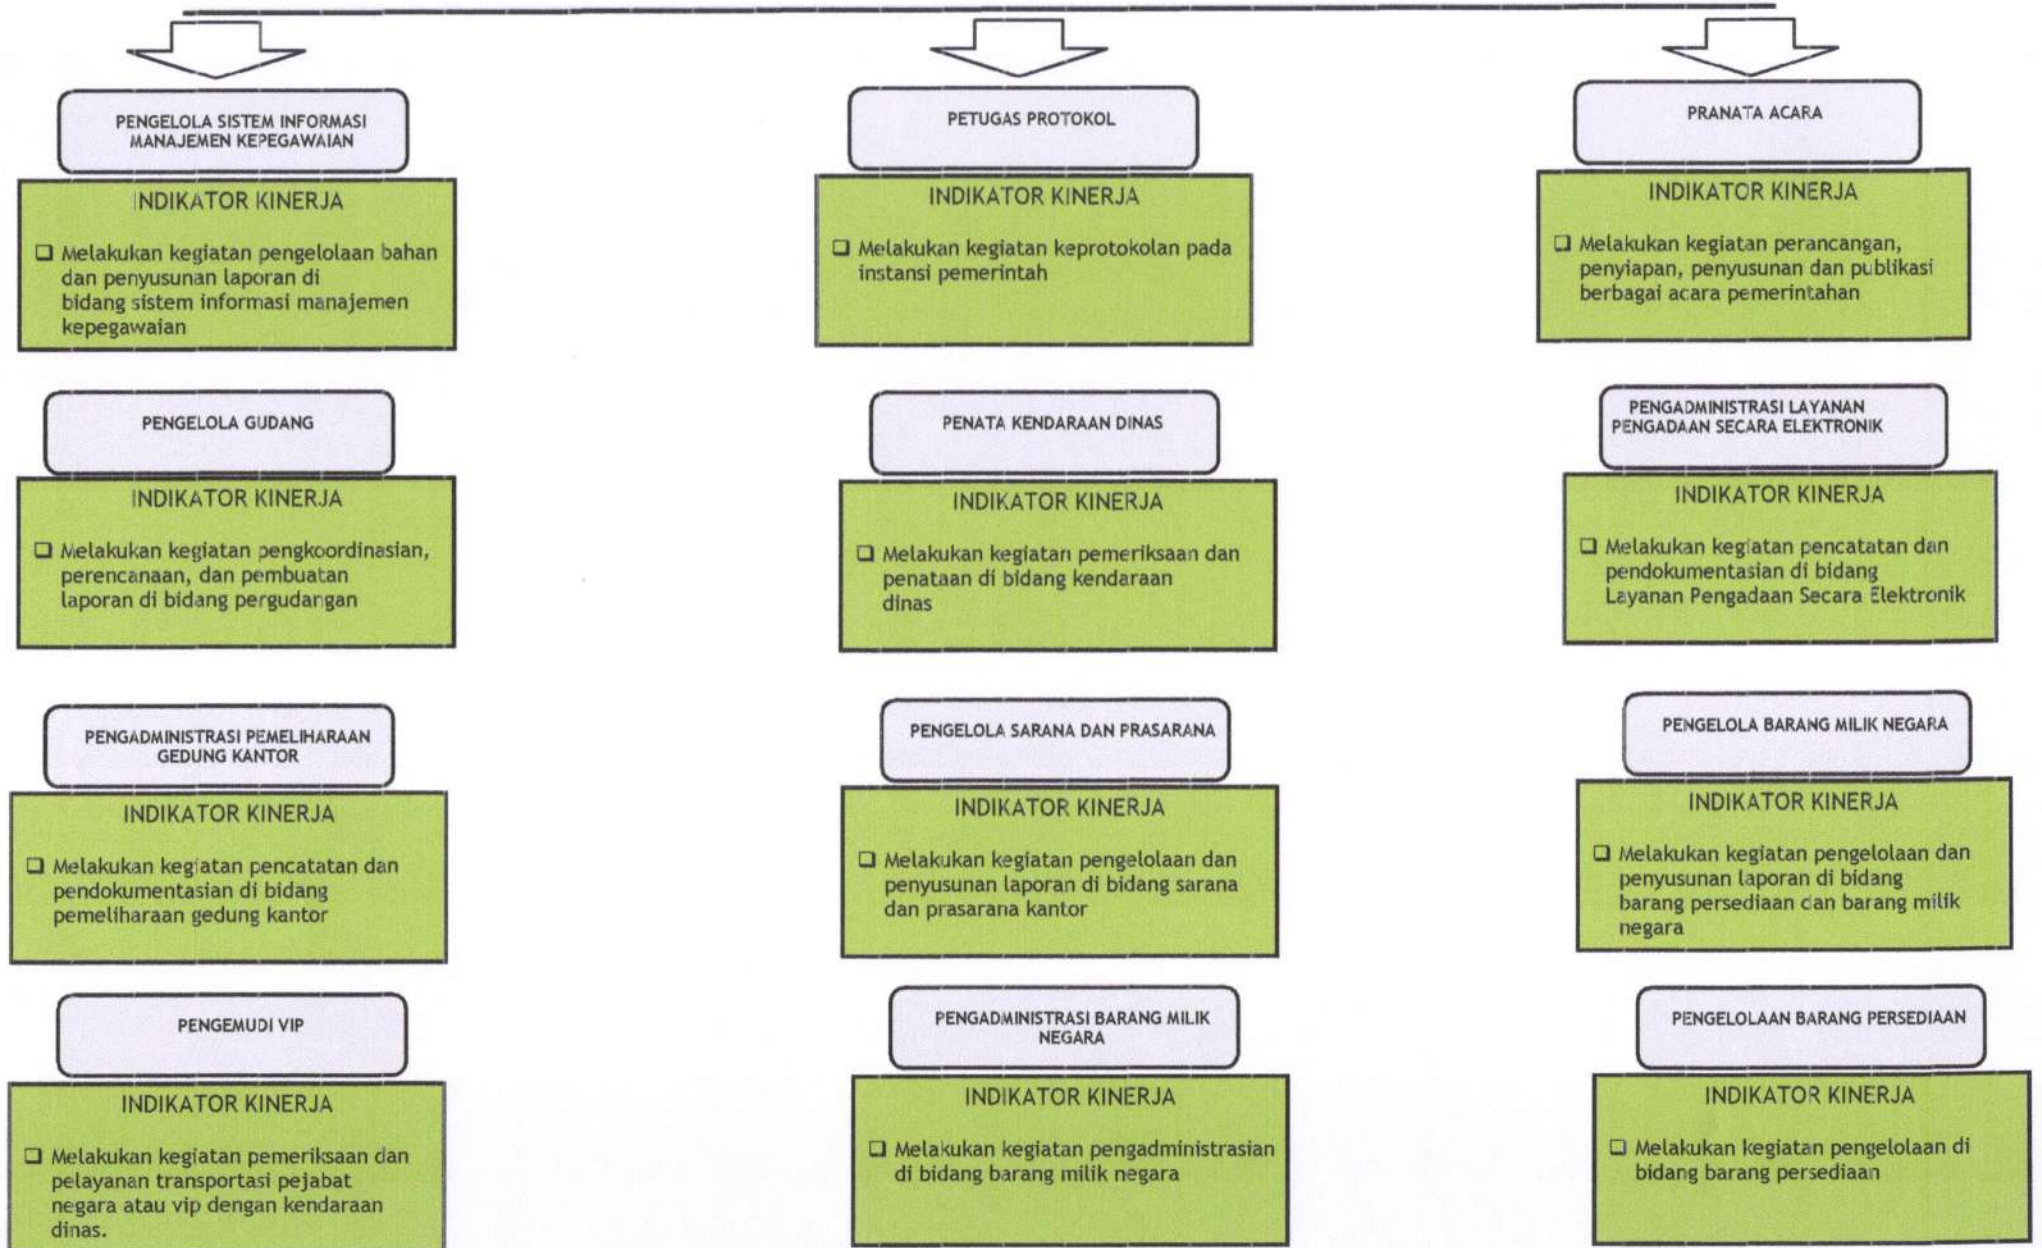 PENGELOLA SISTEM INFORMASI
MANAJEMEN KEPEGAWAIAN
INDIKATOR KINERJA
❑ Melakukan kegiatan pengelolaan bahan
dan penyusunan laporan di
bidang sistem informasi manajemen
kepegawaian
PETUGAS PROTOKOL
INDIKATOR KINERJA
❑ Melakukan kegiatan keprotokolan pada
instansi pemerintah
PRANATA ACARA
INDIKATOR KINERJA
❑ Melakukan kegiatan perancangan,
penyiapan, penyusunan dan publikasi
berbagai acara pemerintahan
PENGELOLA GUDANG
INDIKATOR KINERJA
❑ Melakukan kegiatan pengkoordinasian,
perencanaan, dan pembuatan
laporan di bidang pergudangan
PENATA KENDARAAN DINAS
INDIKATOR KINERJA
❑ Melakukan kegiatan pemeriksaan dan
penataan di bidang kendaraan
dinas
PENGADMINISTRASI LAYANAN
PENGADAAN SECARA ELEKTRONIK
INDIKATOR KINERJA
❑ Melakukan kegiatan pencatatan dan
pendokumentasian di bidang
Layanan Pengadaan Secara Elektronik
PENGADMINISTRASI PEMELIHARAAN
GEDUNG KANTOR
INDIKATOR KINERJA
❑ Melakukan kegiatan pencatatan dan
pendokumentasian di bidang
pemeliharaan gedung kantor
PENGELOLA SARANA DAN PRASARANA
INDIKATOR KINERJA
❑ Melakukan kegiatan pengelolaan dan
penyusunan laporan di bidang sarana
dan prasarana kantor
PENGELOLA BARANG MILIK NEGARA
INDIKATOR KINERJA
❑ Melakukan kegiatan pengelolaan dan
penyusunan laporan di bidang
barang persediaan dan barang milik
negara
PENGEMUDI VIP
INDIKATOR KINERJA
❑ Melakukan kegiatan pemeriksaan dan
pelayanan transportasi pejabat
negara atau vip dengan kendaraan
dinas.
PENGADMINISTRASI BARANG MILIK
NEGARA
INDIKATOR KINERJA
❑ Melakukan kegiatan pengadministrasian
di bidang barang milik negara
PENGELOLAAN BARANG PERSEDIAAN
INDIKATOR KINERJA
❑ Melakukan kegiatan pengelolaan di
bidang barang persediaan